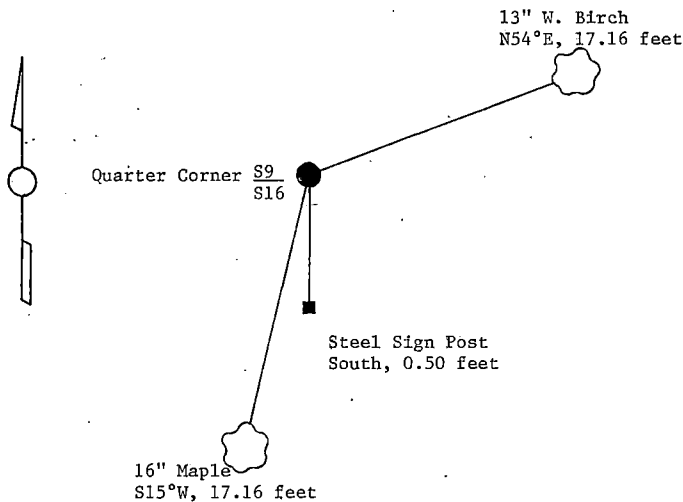 13" W. Birch
N54°E, 17.16 feet
Quarter Corner S9
S16
Steel Sign Post
South, 0.50 feet
16" Maple
S15°W, 17.16 feet